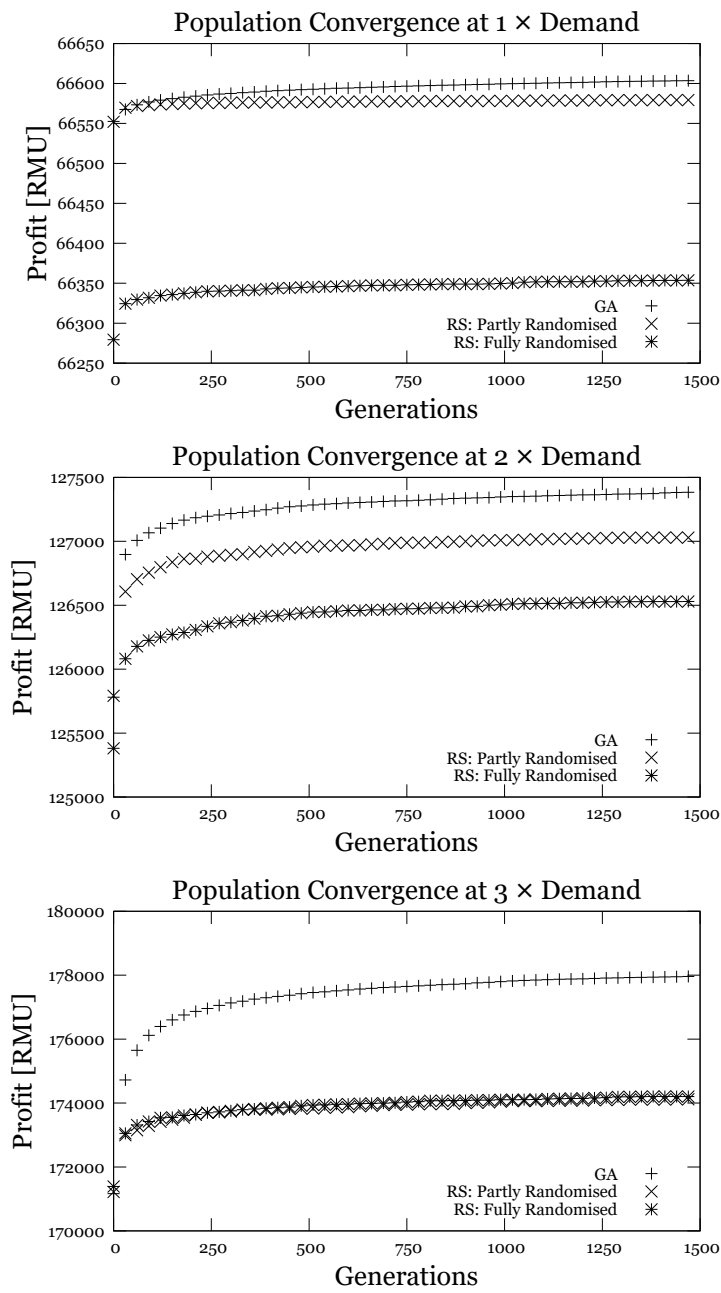 Population Convergence at 1 × Demand
66650
66600
66550
66500
66450
66400
66350
66300
66250
Profit [RMU]
GA
RS: Partly Randomised
RS: Fully Randomised
0 250 500 750 1000 1250 1500
Generations
Population Convergence at 2 × Demand
127500
127000
126500
126000
125500
125000
Profit [RMU]
GA
RS: Partly Randomised
RS: Fully Randomised
0 250 500 750 1000 1250 1500
Generations
Population Convergence at 3 × Demand
180000
178000
176000
174000
172000
170000
Profit [RMU]
GA
RS: Partly Randomised
RS: Fully Randomised
0 250 500 750 1000 1250 1500
Generations